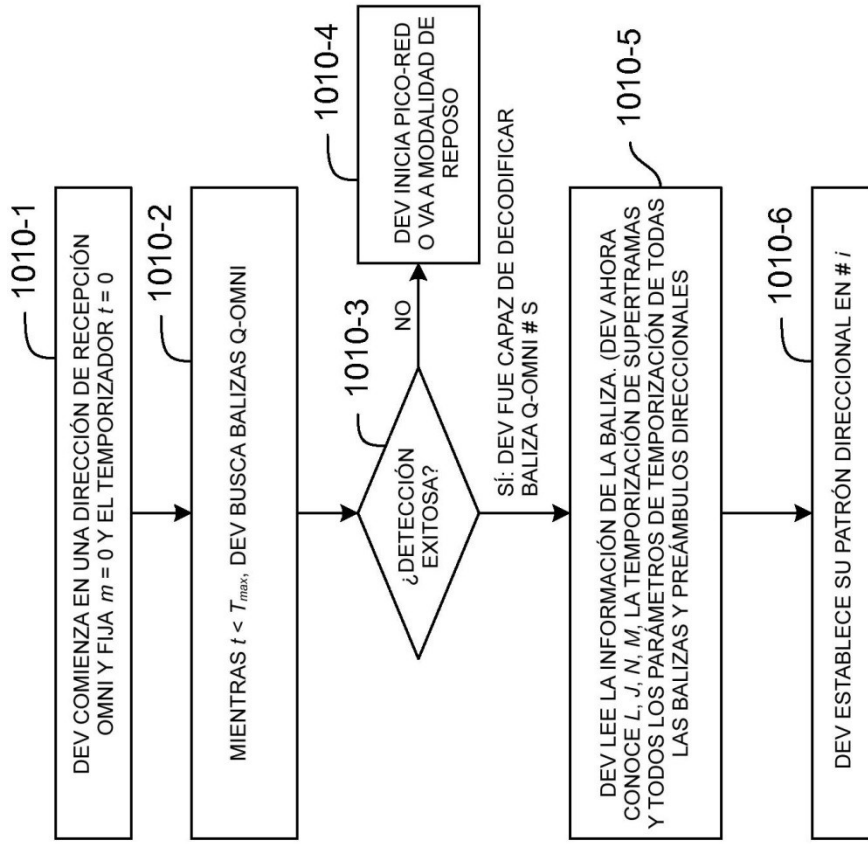 1010-1
DEV COMIENZA EN UNA DIRECCIÓN DE RECEPCIÓN
OMNI Y FIJA m = 0 Y EL TEMPORIZADOR t = 0
1010-2
MIENTRAS t < Tmax, DEV BUSCA BALIZAS Q-OMNI
1010-3
¿DETECCIÓN
EXITOSA?
NO
1010-4
DEV INICIA PICO-RED
O VA A MODALIDAD DE
REPOSO
SÍ: DEV FUE CAPAZ DE DECODIFICAR
BALIZA Q-OMNI # S
1010-5
DEV LEE LA INFORMACIÓN DE LA BALIZA. (DEV AHORA
CONOCE L, J, N, M, LA TEMPORIZACIÓN DE SUPERTRAMAS
Y TODOS LOS PARÁMETROS DE TEMPORIZACIÓN DE TODAS
LAS BALIZAS Y PREÁMBULOS DIRECCIONALES
1010-6
DEV ESTABLECE SU PATRÓN DIRECCIONAL EN # i